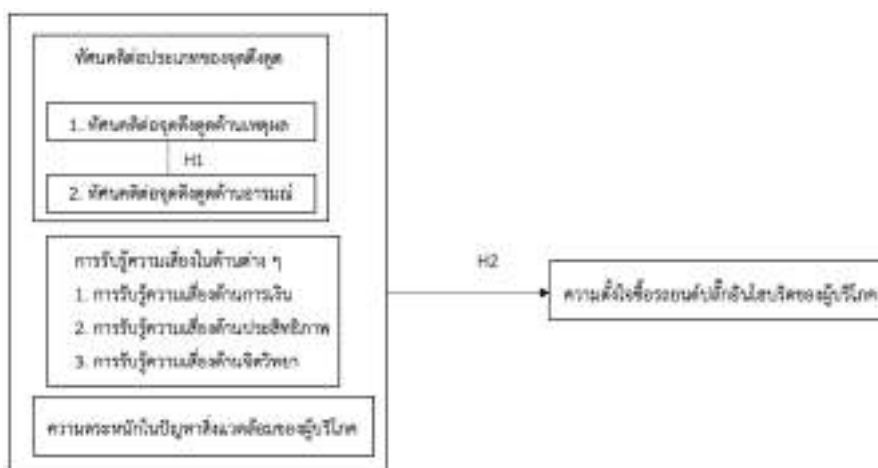 ทัศนคติต่อประเภทของจุดดึงดูด
1. ทัศนคติต่อจุดดึงดูดด้านเหตุผล
H1
2. ทัศนคติต่อจุดดึงดูดด้านอารมณ์
การรับรู้ความเสี่ยงในด้านต่าง ๆ
1. การรับรู้ความเสี่ยงด้านการเงิน
2. การรับรู้ความเสี่ยงด้านประสิทธิภาพ
3. การรับรู้ความเสี่ยงด้านจิตวิทยา
ความตระหนักในปัญหาสิ่งแวดล้อมของผู้บริโภค
H2
ความตั้งใจซื้อรถยนต์ปลั๊กอินไฮบริดของผู้บริโภค